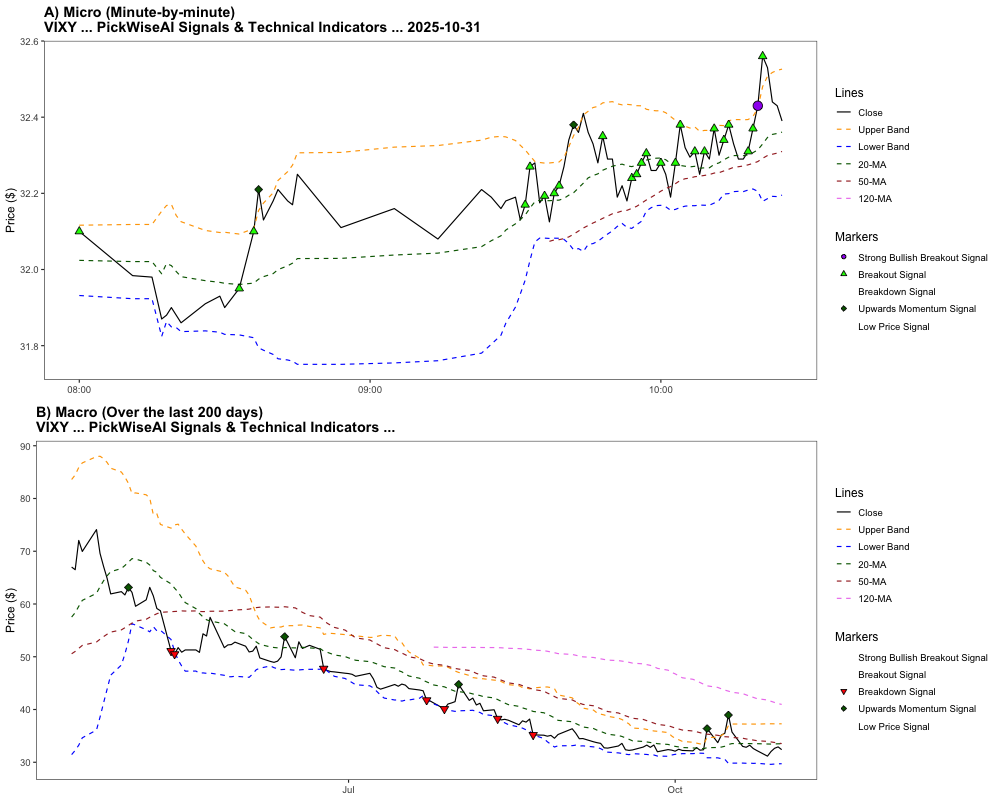 A) Micro (Minute-by-minute)
VIXY ... PickWiseAI Signals & Technical Indicators ... 2025-10-31
Price ($)
32.6
32.4
32.2
32.0
31.8
08:00
09:00
10:00
Lines
Close
Upper Band
Lower Band
20-MA
50-MA
120-MA
Markers
Strong Bullish Breakout Signal
Breakout Signal
Breakdown Signal
Upwards Momentum Signal
Low Price Signal
B) Macro (Over the last 200 days)
VIXY ... PickWiseAI Signals & Technical Indicators ...
Price ($)
90
80
70
60
50
40
30
Jul
Oct
Lines
Close
Upper Band
Lower Band
20-MA
50-MA
120-MA
Markers
Strong Bullish Breakout Signal
Breakout Signal
Breakdown Signal
Upwards Momentum Signal
Low Price Signal